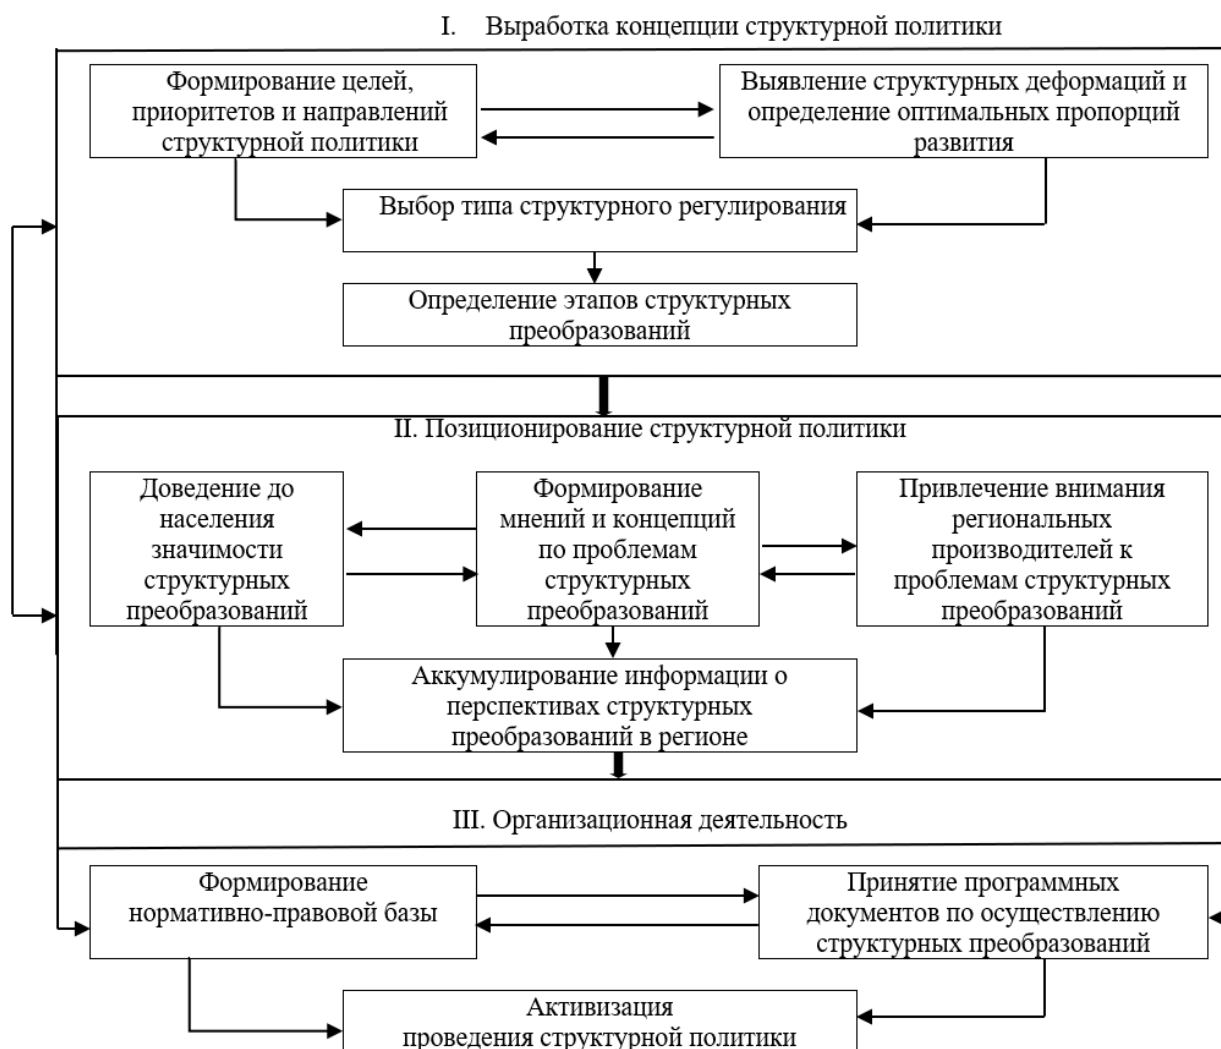 I. Выработка концепции структурной политики
Формирование целей,
приоритетов и направлений
структурной политики
Выявление структурных деформаций и
определение оптимальных пропорций
развития
Выбор типа структурного регулирования
Определение этапов структурных
преобразований
II. Позиционирование структурной политики
Доведение до
населения
значимости
структурных
преобразований
Формирование
мнений и концепций
по проблемам
структурных
преобразований
Привлечение внимания
региональных
производителей к
проблемам структурных
преобразований
Аккумулирование информации о
перспективах структурных
преобразований в регионе
III. Организационная деятельность
Формирование
нормативно-правовой базы
Принятие программных
документов по осуществлению
структурных преобразований
Активизация
проведения структурной политики